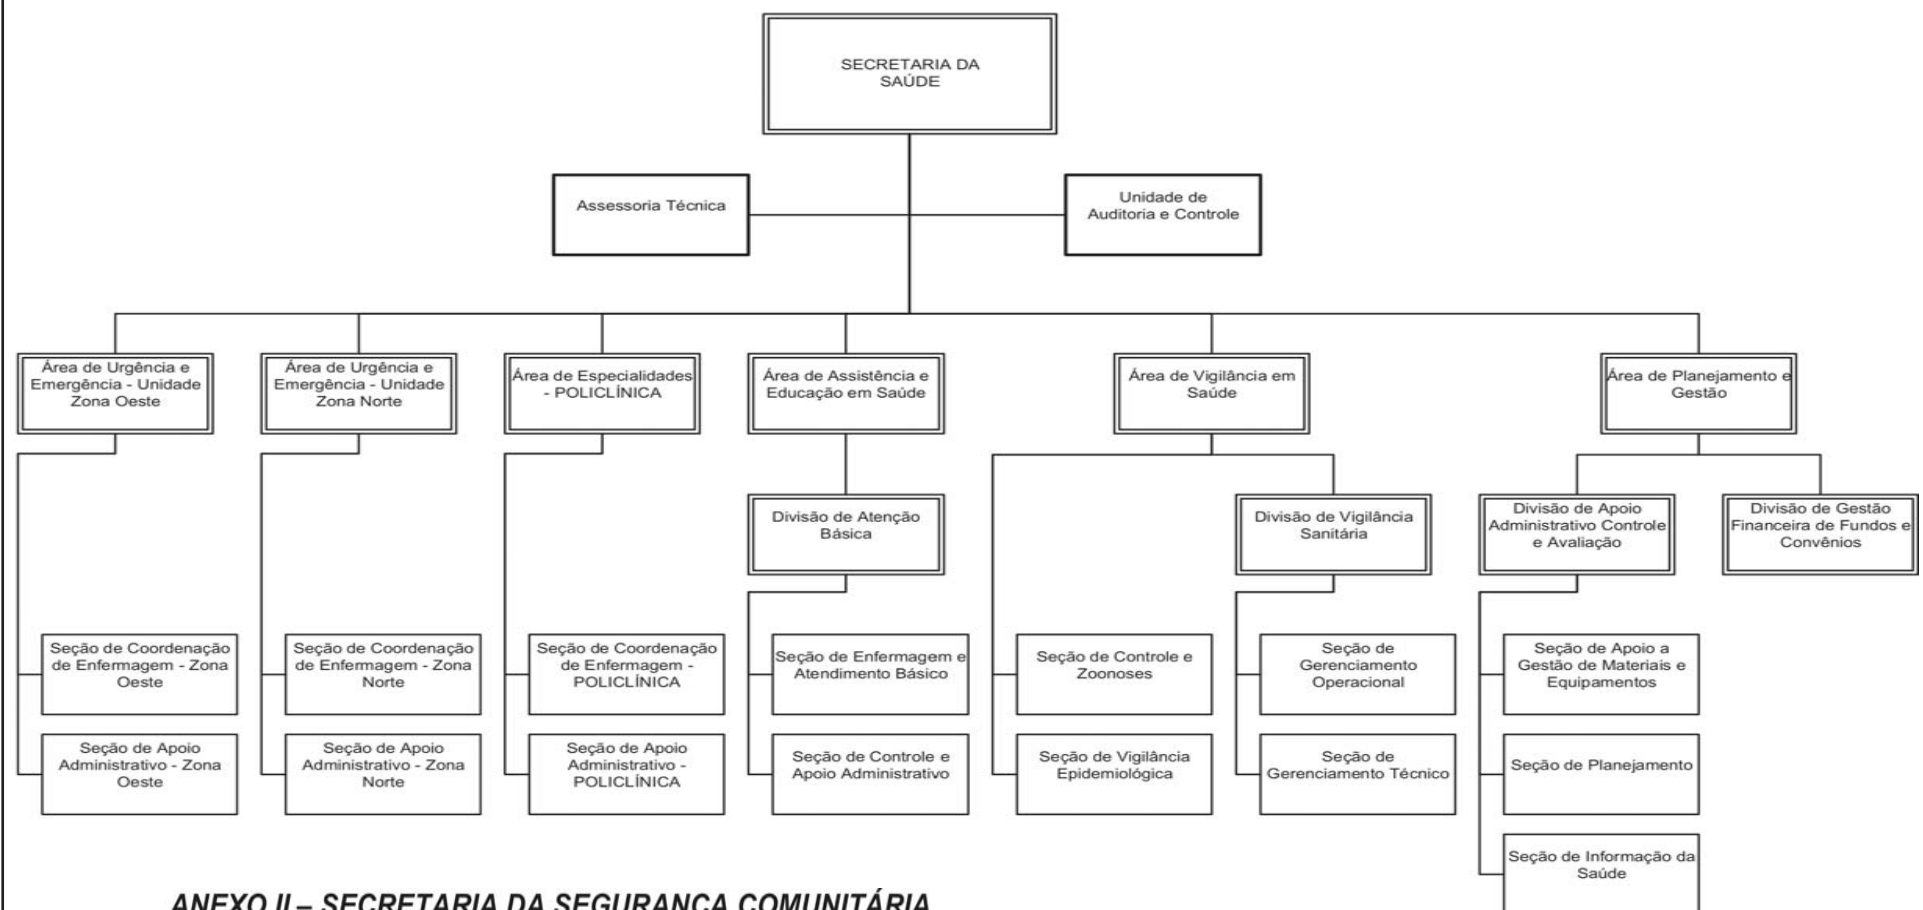 SECRETARIA DA
SAÚDE
Assessoria Técnica
Unidade de
Auditoria e Controle
Área de Urgência e
Emergência - Unidade
Zona Oeste
Área de Urgência e
Emergência - Unidade
Zona Norte
Área de Especialidades
- POLICLÍNICA
Área de Assistência e
Educação em Saúde
Área de Vigilância em
Saúde
Área de Planejamento e
Gestão
Divisão de Atenção
Básica
Divisão de Vigilância
Sanitária
Divisão de Apoio
Administrativo Controle
e Avaliação
Divisão de Gestão
Financeira de Fundos e
Convênios
Seção de Coordenação
de Enfermagem - Zona
Oeste
Seção de Coordenação
de Enfermagem - Zona
Norte
Seção de Coordenação
de Enfermagem -
POLICLÍNICA
Seção de Enfermagem e
Atendimento Básico
Seção de Controle e
Zoonoses
Seção de
Gerenciamento
Operacional
Seção de Apoio a
Gestão de Materiais e
Equipamentos
Seção de Apoio
Administrativo - Zona
Oeste
Seção de Apoio
Administrativo - Zona
Norte
Seção de Apoio
Administrativo -
POLICLÍNICA
Seção de Controle e
Apoio Administrativo
Seção de Vigilância
Epidemiológica
Seção de
Gerenciamento Técnico
Seção de Planejamento
Seção de Informação da
Saúde
ANEXO II – SECRETARIA DA SEGURANÇA COMUNITÁRIA